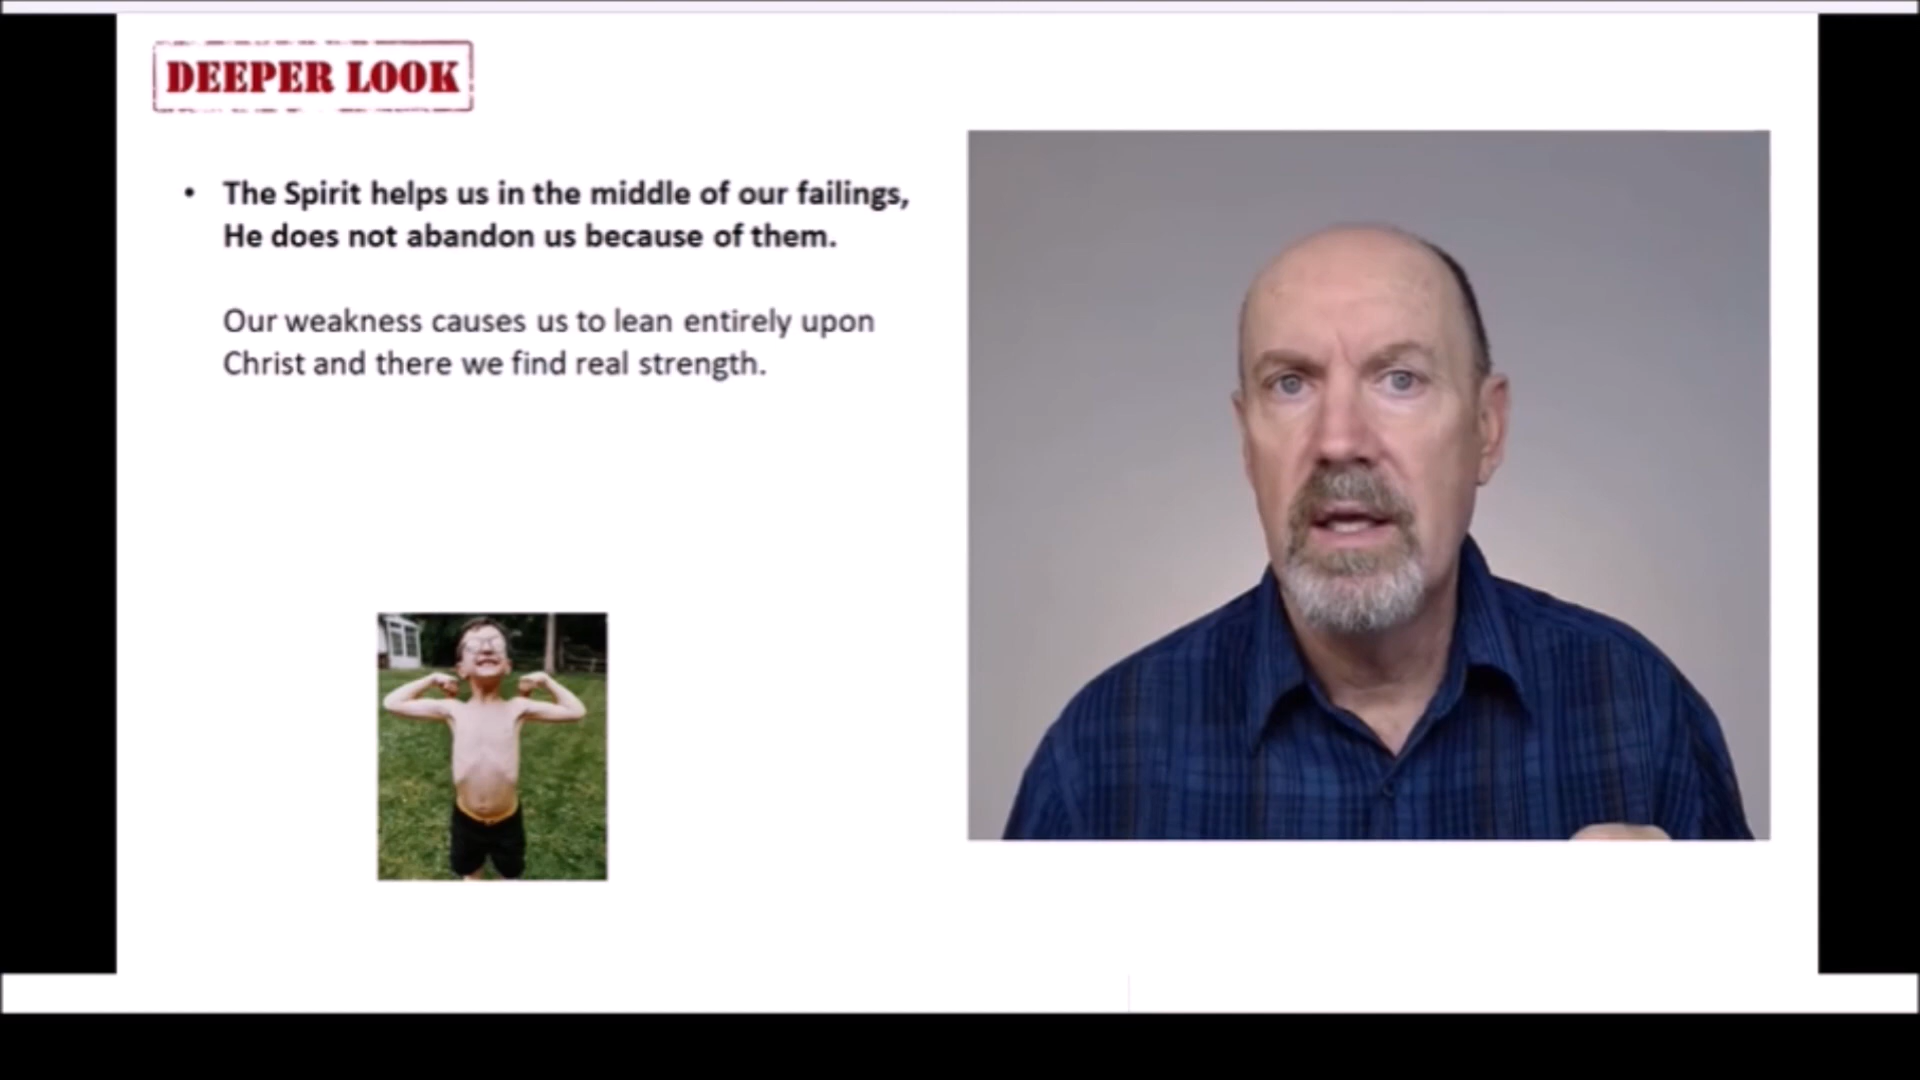 DEEPER LOOK
• The Spirit helps us in the middle of our failings,
He does not abandon us because of them.
Our weakness causes us to lean entirely upon
Christ and there we find real strength.